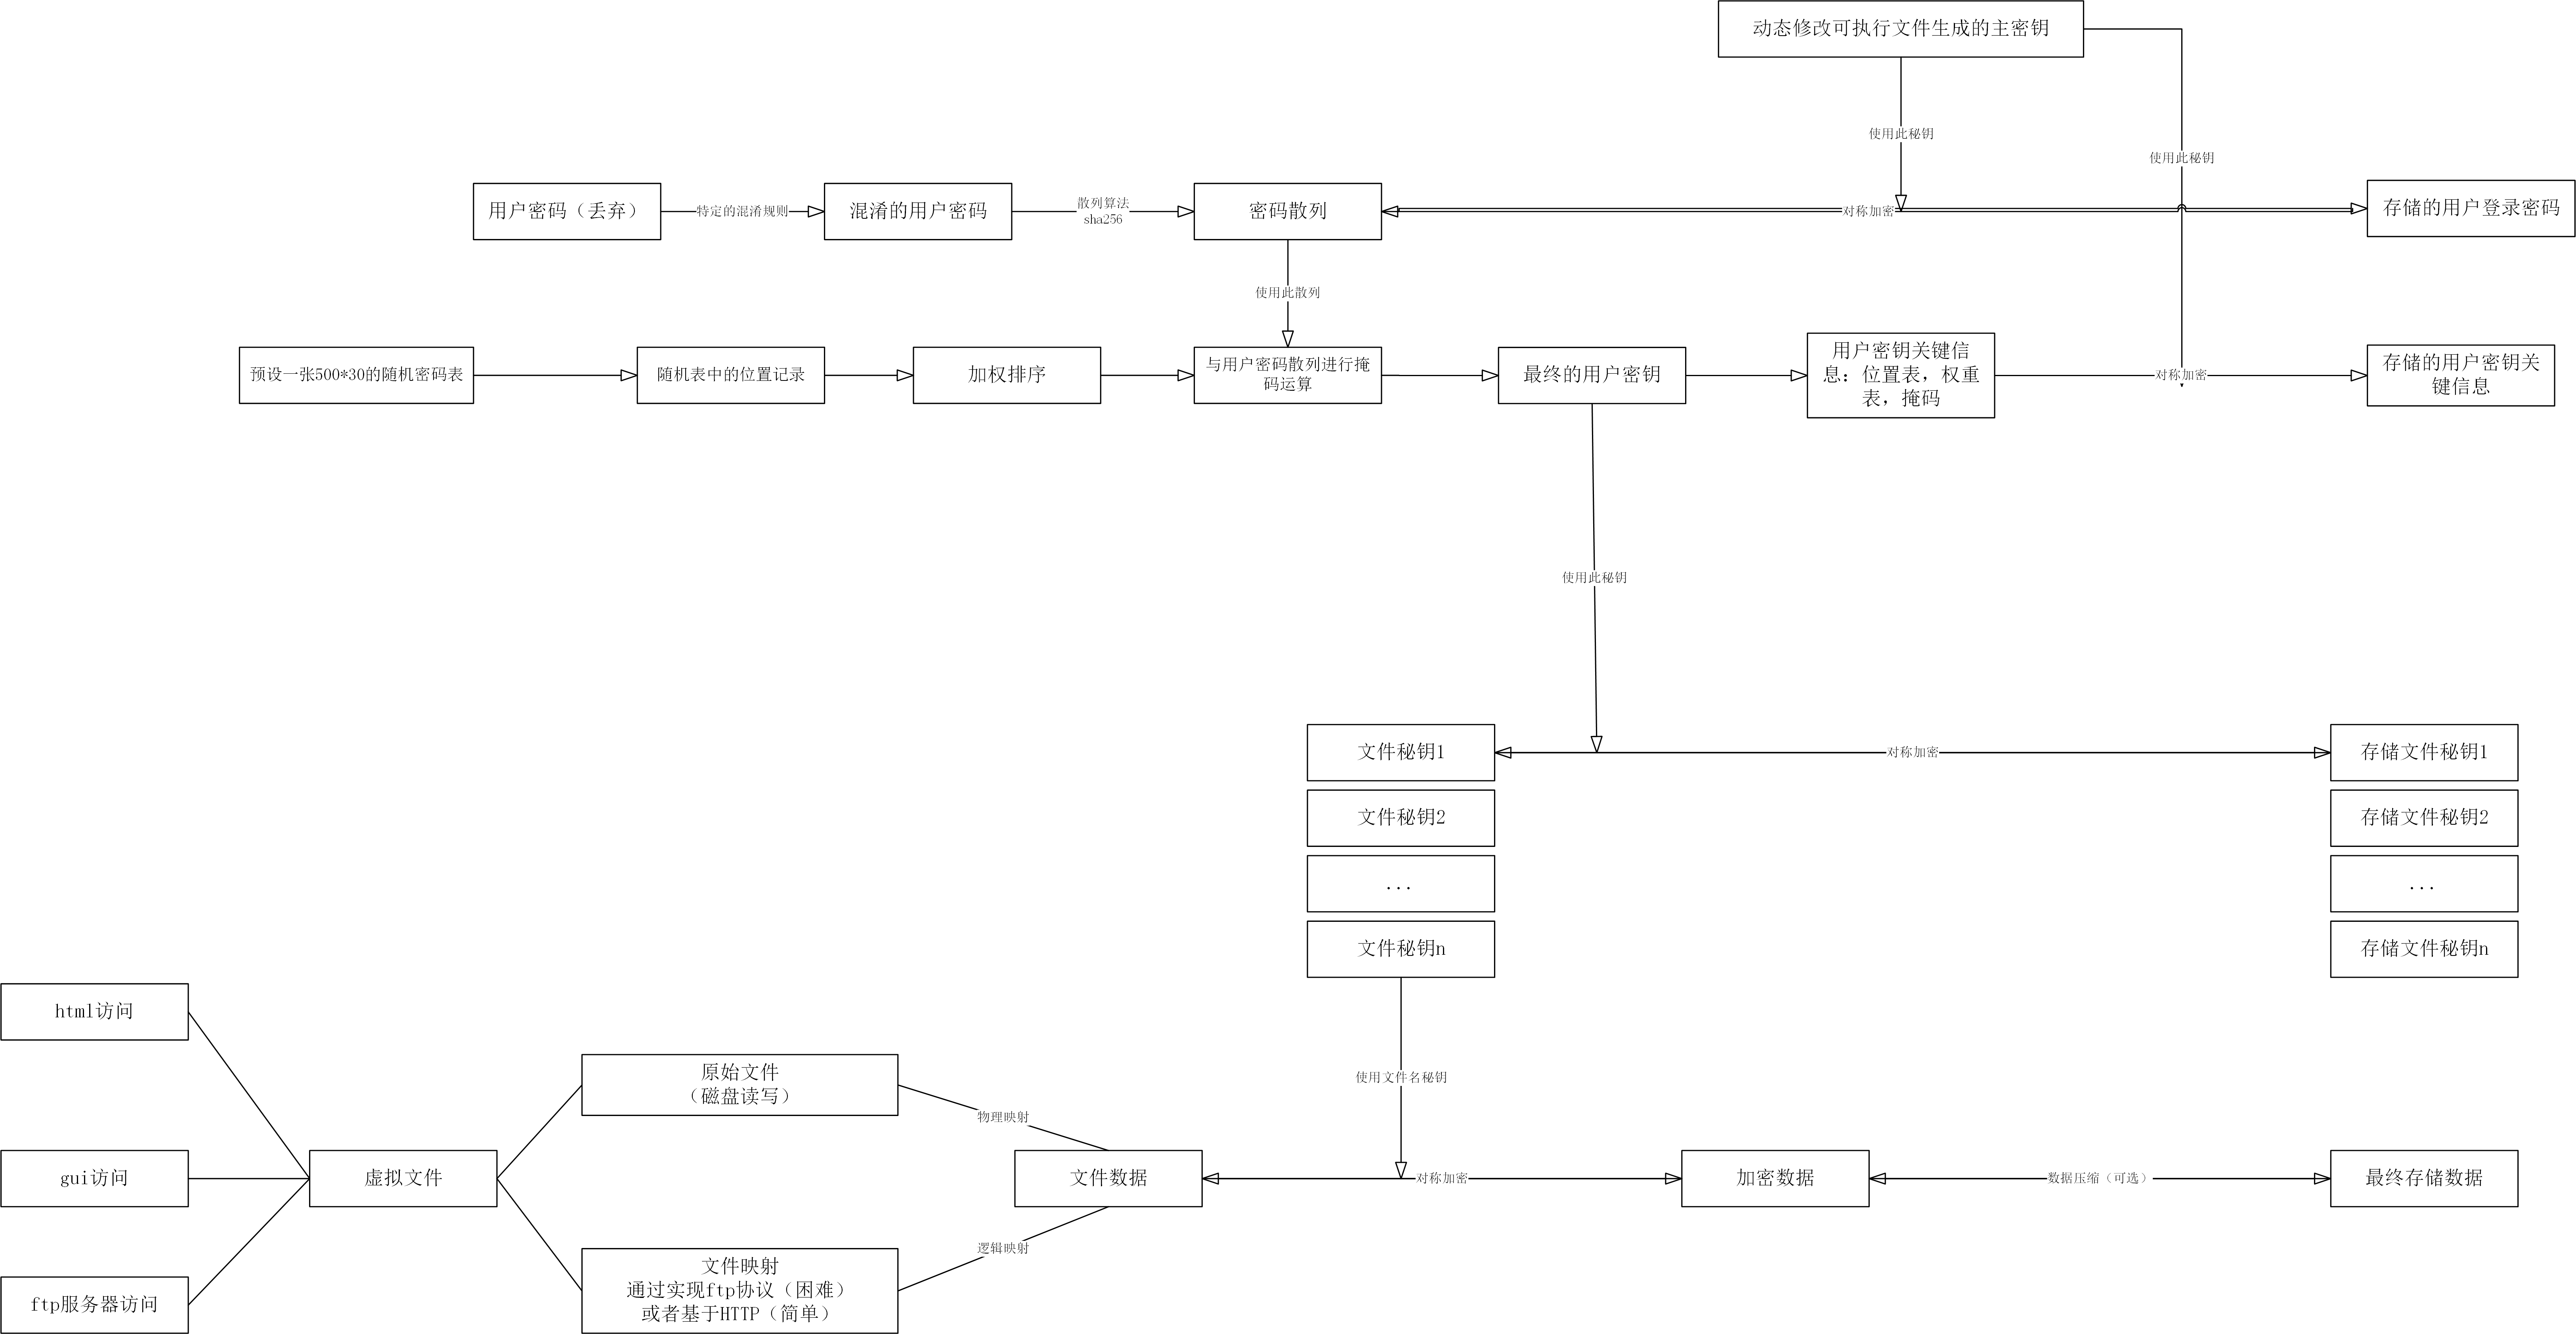 动态修改可执行文件生成的主密钥
使用此秘钥
使用此秘钥
用户密码（丢弃）
特定的混淆规则
混淆的用户密码
散列算法
sha256
密码散列
对称加密
存储的用户登录密码
使用此散列
预设一张500*30的随机密码表
随机表中的位置记录
加权排序
与用户密码散列进行掩
码运算
最终的用户密钥
用户密钥关键信
息：位置表，权重
表，掩码
对称加密
存储的用户密钥关
键信息
使用此秘钥
文件秘钥1
对称加密
存储文件秘钥1
文件秘钥2
存储文件秘钥2
...
...
文件秘钥n
存储文件秘钥n
html访问
使用文件名秘钥
原始文件
（磁盘读写）
物理映射
gui访问
虚拟文件
文件数据
对称加密
加密数据
数据压缩（可选）
最终存储数据
逻辑映射
文件映射
通过实现ftp协议（困难）
或者基于HTTP（简单）
ftp服务器访问